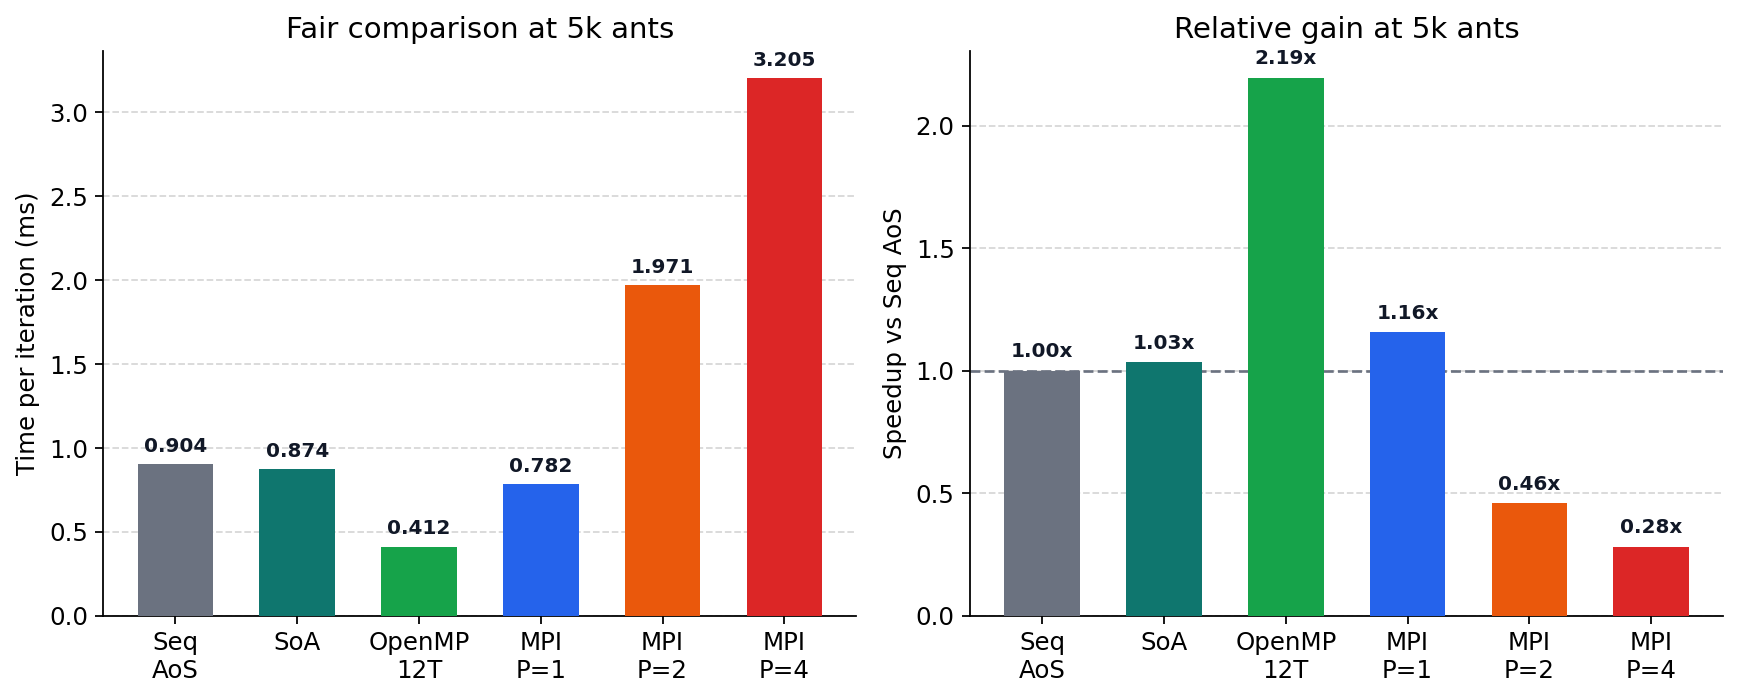 Fair comparison at 5k ants
Time per iteration (ms)
3.0
2.5
2.0
1.5
1.0
0.5
0.0
0.904
0.874
0.412
0.782
1.971
3.205
Seq
AoS
SoA
OpenMP
12T
MPI
P=1
MPI
P=2
MPI
P=4
Relative gain at 5k ants
Speedup vs Seq AoS
2.0
1.5
1.0
0.5
0.0
1.00x
1.03x
2.19x
1.16x
0.46x
0.28x
Seq
AoS
SoA
OpenMP
12T
MPI
P=1
MPI
P=2
MPI
P=4